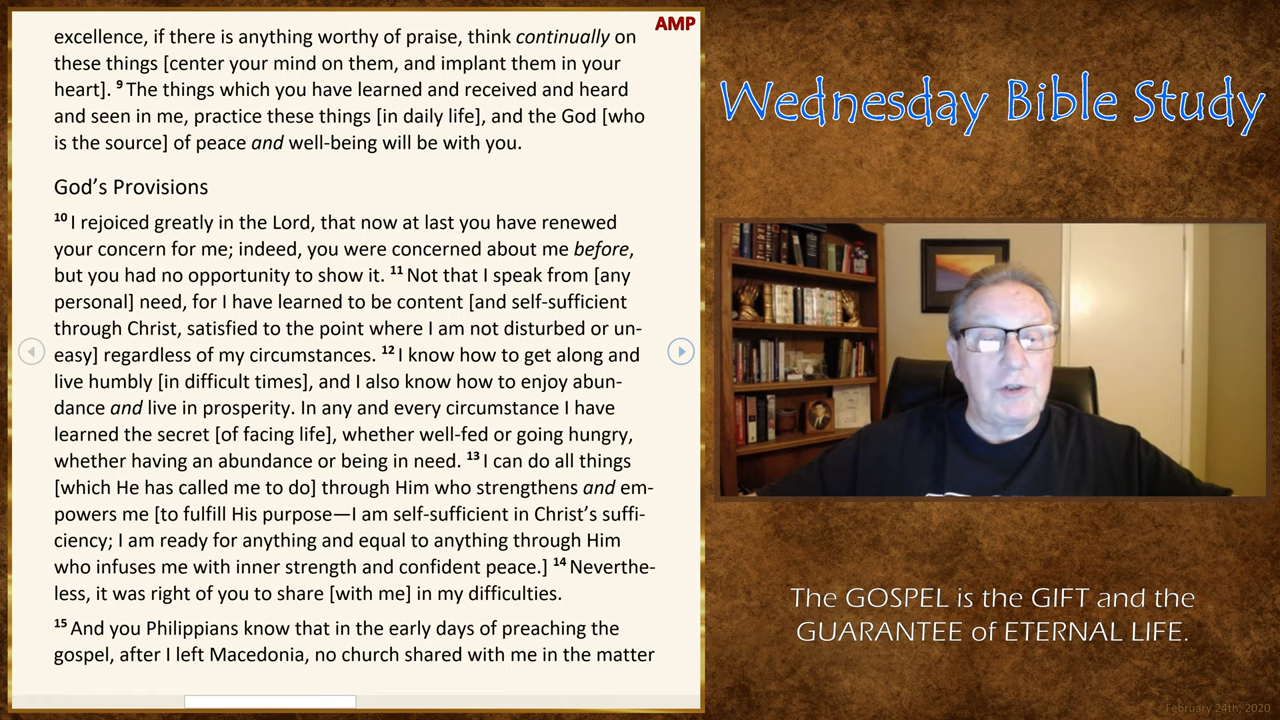 AMP
excellence, if there is anything worthy of praise, think continually on
these things [center your mind on them, and implant them in your
heart]. 9 The things which you have learned and received and heard
and seen in me, practice these things [in daily life], and the God [who
is the source] of peace and well-being will be with you.
God’s Provisions
10 I rejoiced greatly in the Lord, that now at last you have renewed
your concern for me; indeed, you were concerned about me before,
but you had no opportunity to show it. 11 Not that I speak from [any
personal] need, for I have learned to be content [and self-sufficient
through Christ, satisfied to the point where I am not disturbed or un-
easy] regardless of my circumstances. 12 I know how to get along and
live humbly [in difficult times], and I also know how to enjoy abun-
dance and live in prosperity. In any and every circumstance I have
learned the secret [of facing life], whether well-fed or going hungry,
whether having an abundance or being in need. 13 I can do all things
[which He has called me to do] through Him who strengthens and em-
powers me [to fulfill His purpose—I am self-sufficient in Christ’s suffi-
ciency; I am ready for anything and equal to anything through Him
who infuses me with inner strength and confident peace.] 14 Neverthe-
less, it was right of you to share [with me] in my difficulties.
15 And you Philippians know that in the early days of preaching the
gospel, after I left Macedonia, no church shared with me in the matter
Wednesday Bible Study
The GOSPEL is the GIFT and the
GUARANTEE of ETERNAL LIFE.
February 24th, 2020